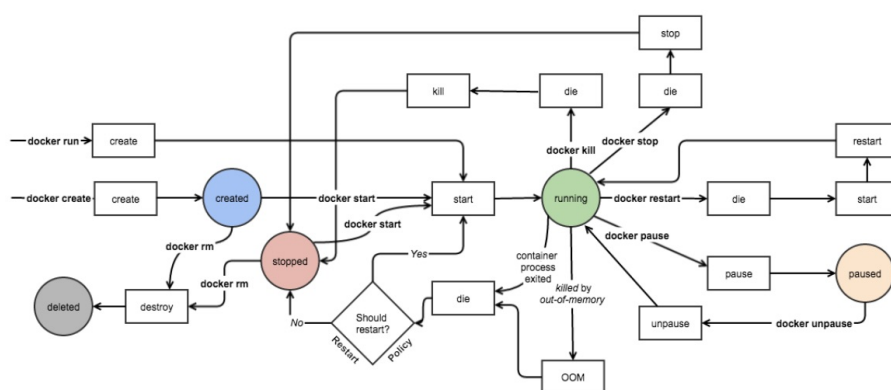 stop
kill
die
die
docker run
create
docker kill
docker stop
restart
docker create
create
created
docker start
start
running
docker restart
die
start
docker start
docker rm
docker rm
stopped
Yes
container
process
exited
docker pause
deleted
destroy
No
Should
restart?
Restart
Policy
die
killed by
out-of-memory
pause
paused
unpause
docker unpause
OOM